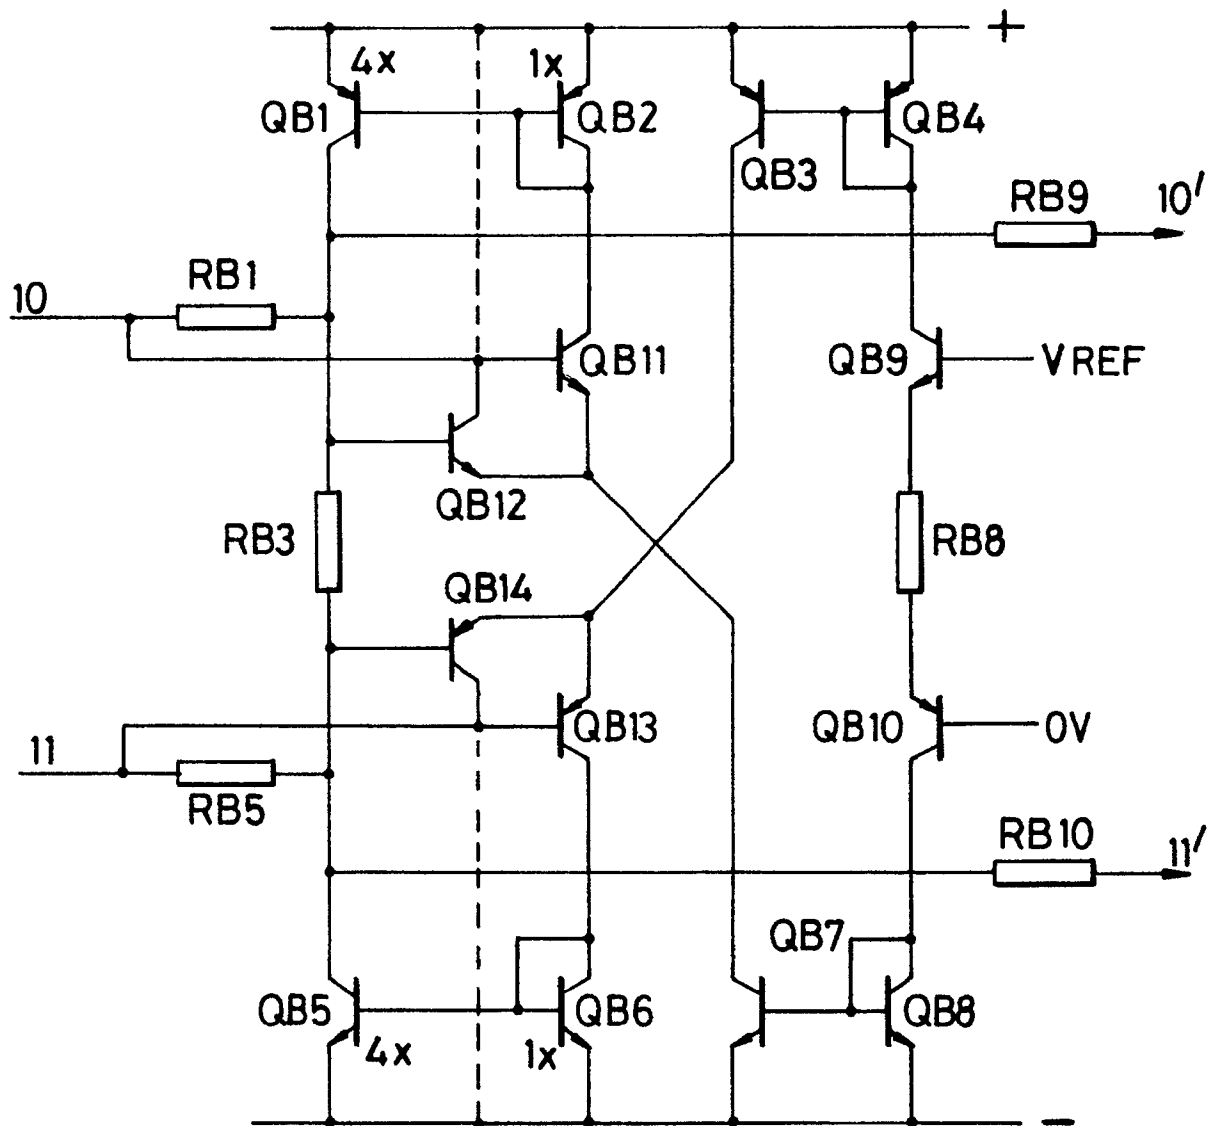 +
4x
1x
QB1
QB2
QB3
QB4
RB9
10'
RB1
10
QB11
QB9
VREF
QB12
RB3
RB8
QB14
QB13
QB10
0V
11
RB5
RB10
11'
QB7
QB5
QB6
QB8
4x
1x
−